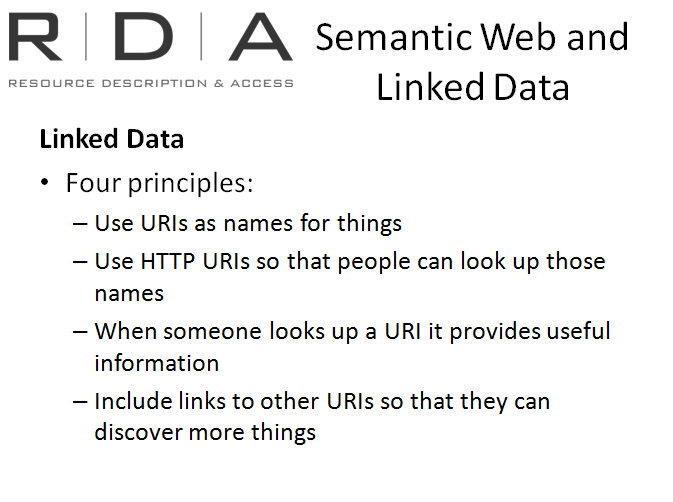 R | D | A
RESOURCE DESCRIPTION & ACCESS
Semantic Web and
Linked Data
Linked Data
• Four principles:
– Use URIs as names for things
– Use HTTP URIs so that people can look up those
names
– When someone looks up a URI it provides useful
information
– Include links to other URIs so that they can
discover more things